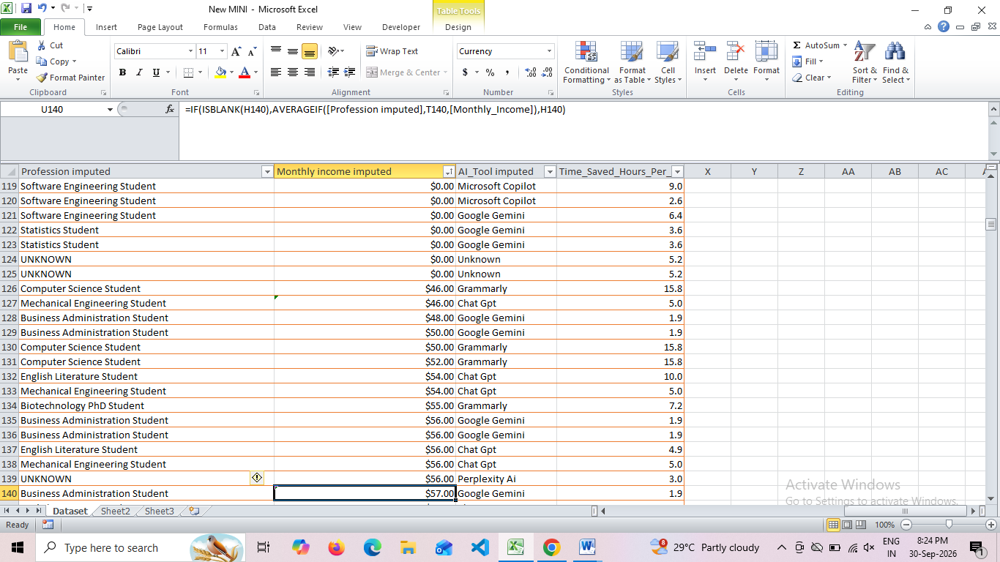 New MINI - Microsoft Excel
Table Tools
File Home Insert Page Layout Formulas Data Review View Developer Design
Paste
Cut
Copy
Format Painter
Clipboard
Calibri 11
B I U
Font
Wrap Text
Merge & Center
Alignment
Currency
$ % ,
Number
Conditional Formatting
Format as Table
Cell Styles
Styles
Insert Delete Format
Cells
AutoSum
Fill
Clear
Sort & Filter
Find & Select
Editing
U140 fx =IF(ISBLANK(H140),AVERAGEIF([Profession imputed],T140,[Monthly_Income]),H140)
Profession imputed Monthly income imputed AI_Tool imputed Time_Saved_Hours_Per_ X Y Z AA AB AC
119 Software Engineering Student $0.00 Microsoft Copilot 9.0
120 Software Engineering Student $0.00 Microsoft Copilot 2.6
121 Software Engineering Student $0.00 Google Gemini 6.4
122 Statistics Student $0.00 Google Gemini 3.6
123 Statistics Student $0.00 Google Gemini 3.6
124 UNKNOWN $0.00 Unknown 5.2
125 UNKNOWN $0.00 Unknown 5.2
126 Computer Science Student $46.00 Grammarly 15.8
127 Mechanical Engineering Student $46.00 Chat Gpt 5.0
128 Business Administration Student $48.00 Google Gemini 1.9
129 Business Administration Student $50.00 Google Gemini 1.9
130 Computer Science Student $50.00 Grammarly 15.8
131 Computer Science Student $52.00 Grammarly 15.8
132 English Literature Student $54.00 Chat Gpt 10.0
133 Mechanical Engineering Student $54.00 Chat Gpt 5.0
134 Biotechnology PhD Student $55.00 Grammarly 7.2
135 Business Administration Student $56.00 Google Gemini 1.9
136 Business Administration Student $56.00 Google Gemini 1.9
137 English Literature Student $56.00 Chat Gpt 4.9
138 Mechanical Engineering Student $56.00 Chat Gpt 5.0
139 UNKNOWN $56.00 Perplexity Ai 3.0
140 Business Administration Student $57.00 Google Gemini 1.9
Activate Windows
Go to Settings to activate Windows.
Dataset Sheet2 Sheet3
Ready 100%
Type here to search
8
29°C Partly cloudy
ENG
IN
8:24 PM
30-Sep-2026
1